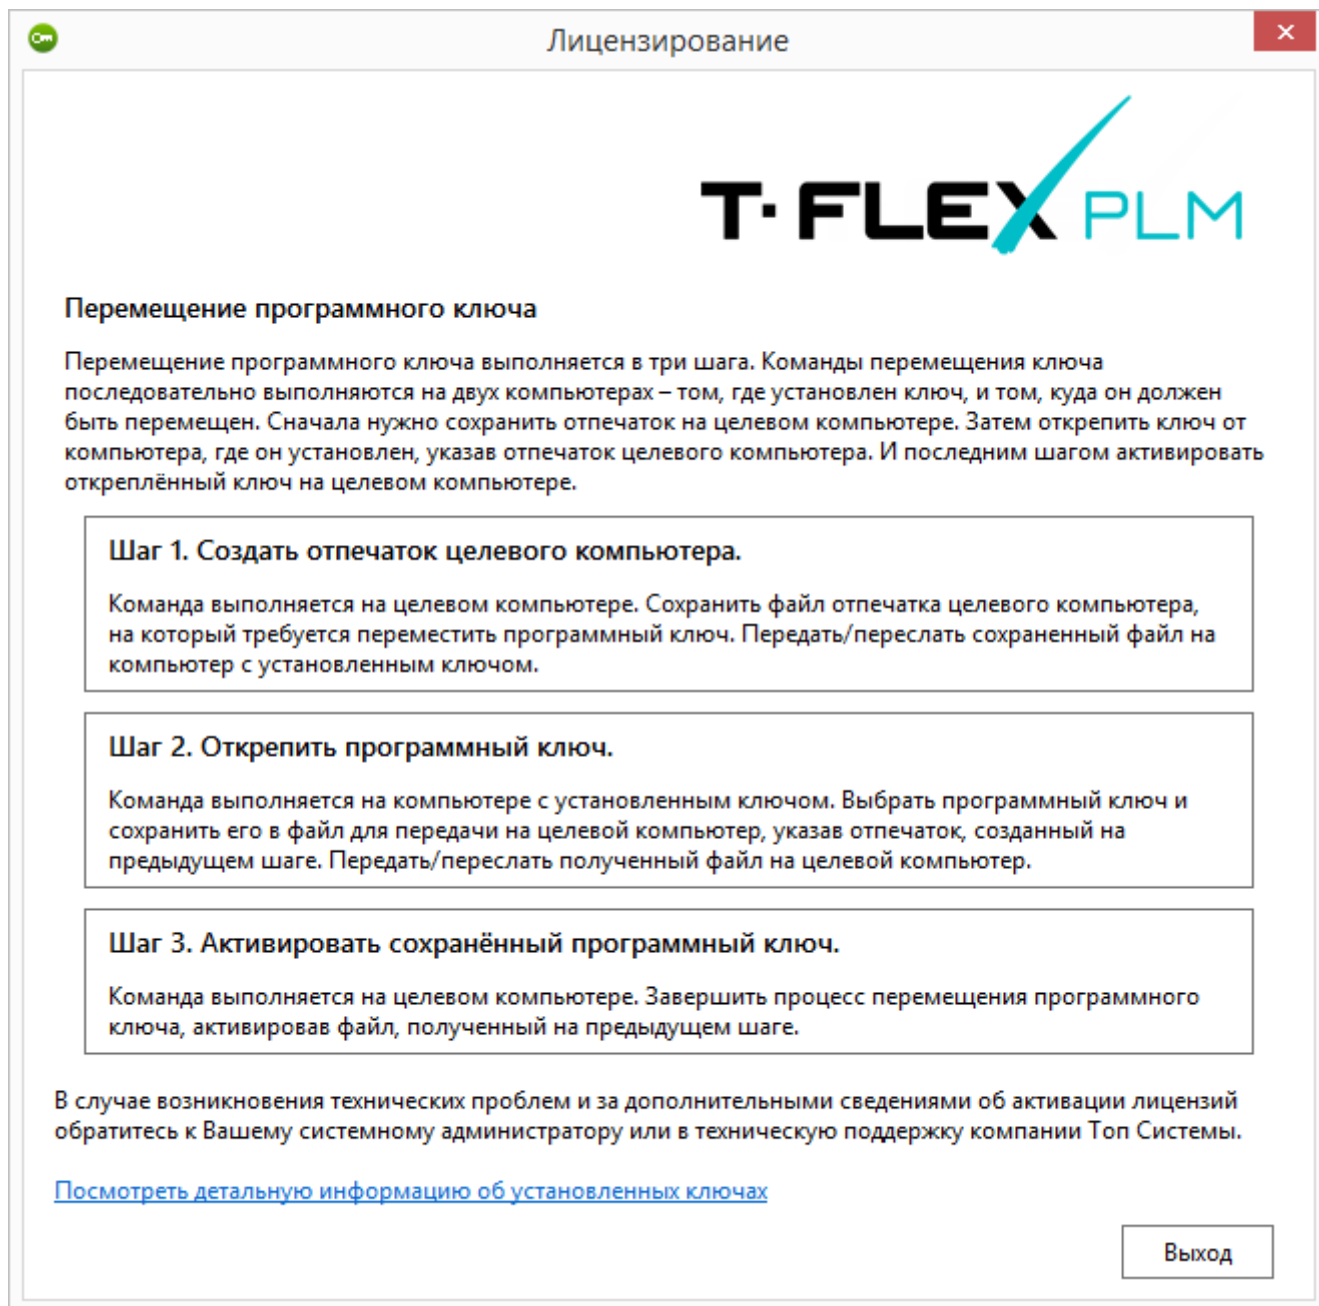 Лицензирование
T-FLEX PLM
Перемещение программного ключа
Перемещение программного ключа выполняется в три шага. Команды перемещения ключа
последовательно выполняются на двух компьютерах – том, где установлен ключ, и том, куда он должен
быть перемещен. Сначала нужно сохранить отпечаток на целевом компьютере. Затем открепить ключ от
компьютера, где он установлен, указав отпечаток целевого компьютера. И последним шагом активировать
откреплённый ключ на целевом компьютере.
Шаг 1. Создать отпечаток целевого компьютера.
Команда выполняется на целевом компьютере. Сохранить файл отпечатка целевого компьютера,
на который требуется переместить программный ключ. Передать/переслать сохраненный файл на
компьютер с установленным ключом.
Шаг 2. Открепить программный ключ.
Команда выполняется на компьютере с установленным ключом. Выбрать программный ключ и
сохранить его в файл для передачи на целевой компьютер, указав отпечаток, созданный на
предыдущем шаге. Передать/переслать полученный файл на целевой компьютер.
Шаг 3. Активировать сохранённый программный ключ.
Команда выполняется на целевом компьютере. Завершить процесс перемещения программного
ключа, активировав файл, полученный на предыдущем шаге.
В случае возникновения технических проблем и за дополнительными сведениями об активации лицензий
обратитесь к Вашему системному администратору или в техническую поддержку компании Топ Системы.
Посмотреть детальную информацию об установленных ключах
Выход